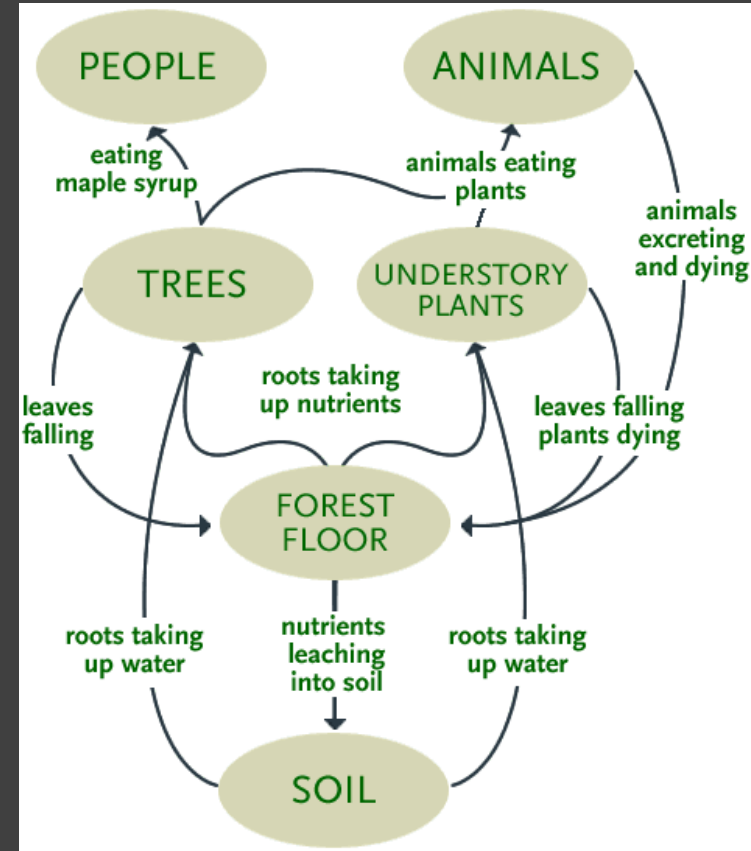 PEOPLE
ANIMALS
eating
maple syrup
animals eating
plants
animals
excreting
and dying
TREES
UNDERSTORY
PLANTS
roots taking
up nutrients
leaves
falling
leaves falling
plants dying
FOREST
FLOOR
roots taking
up water
nutrients
leaching
into soil
roots taking
up water
SOIL